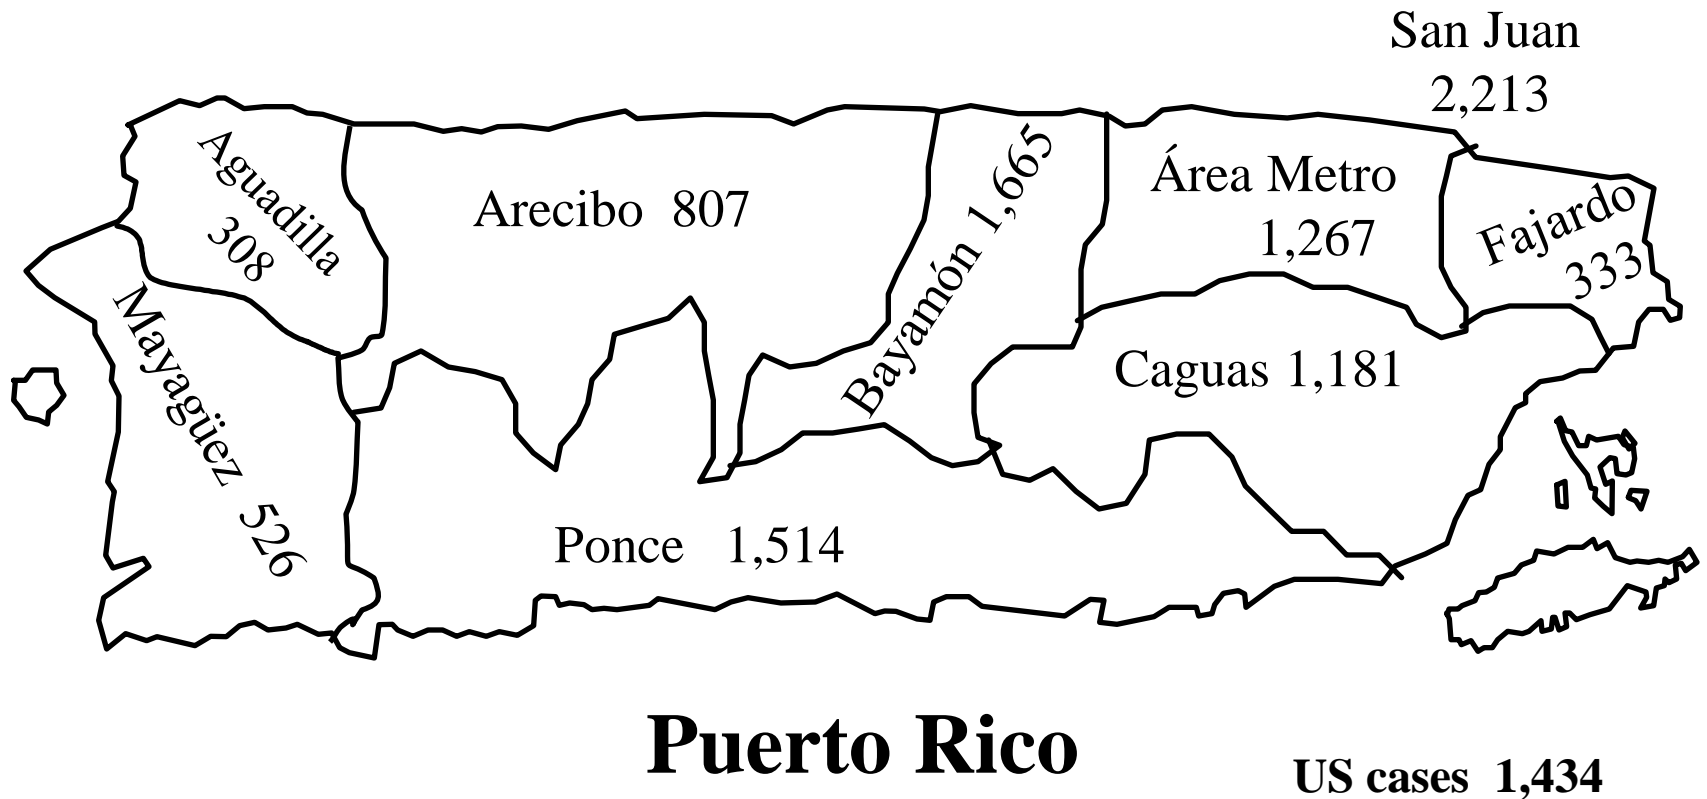 San Juan
2,213
Aguadilla
308
Arecibo 807
Bayamón 1,665
Área Metro
1,267
Fajardo
333
Mayagüez 526
Caguas 1,181
Ponce 1,514
Puerto Rico
US cases 1,434